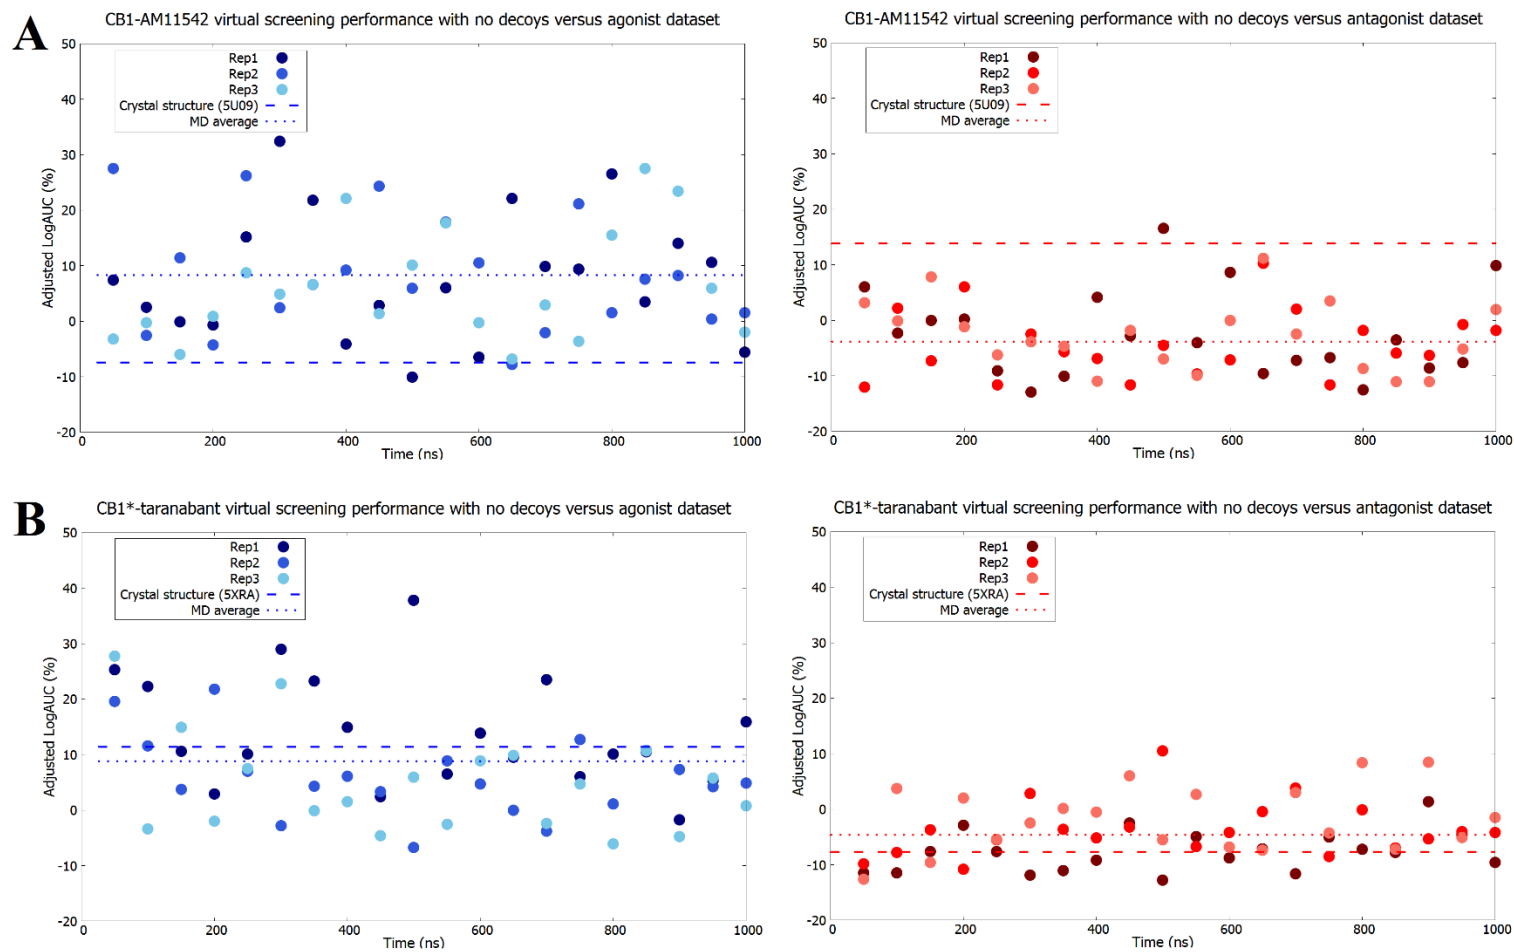 A
CB1-AM11542 virtual screening performance with no decoys versus agonist dataset
50
40
30
20
10
0
-10
-20
Adjusted LogAUC (%)
Rep1
Rep2
Rep3
Crystal structure (5U09)
MD average
0 200 400 600 800 1000
Time (ns)
CB1-AM11542 virtual screening performance with no decoys versus antagonist dataset
50
40
30
20
10
0
-10
-20
Adjusted LogAUC (%)
Rep1
Rep2
Rep3
Crystal structure (5U09)
MD average
0 200 400 600 800 1000
Time (ns)
B
CB1*-taranabant virtual screening performance with no decoys versus agonist dataset
50
40
30
20
10
0
-10
-20
Adjusted LogAUC (%)
Rep1
Rep2
Rep3
Crystal structure (5XRA)
MD average
0 200 400 600 800 1000
Time (ns)
CB1*-taranabant virtual screening performance with no decoys versus antagonist dataset
50
40
30
20
10
0
-10
-20
Adjusted LogAUC (%)
Rep1
Rep2
Rep3
Crystal structure (5XRA)
MD average
0 200 400 600 800 1000
Time (ns)